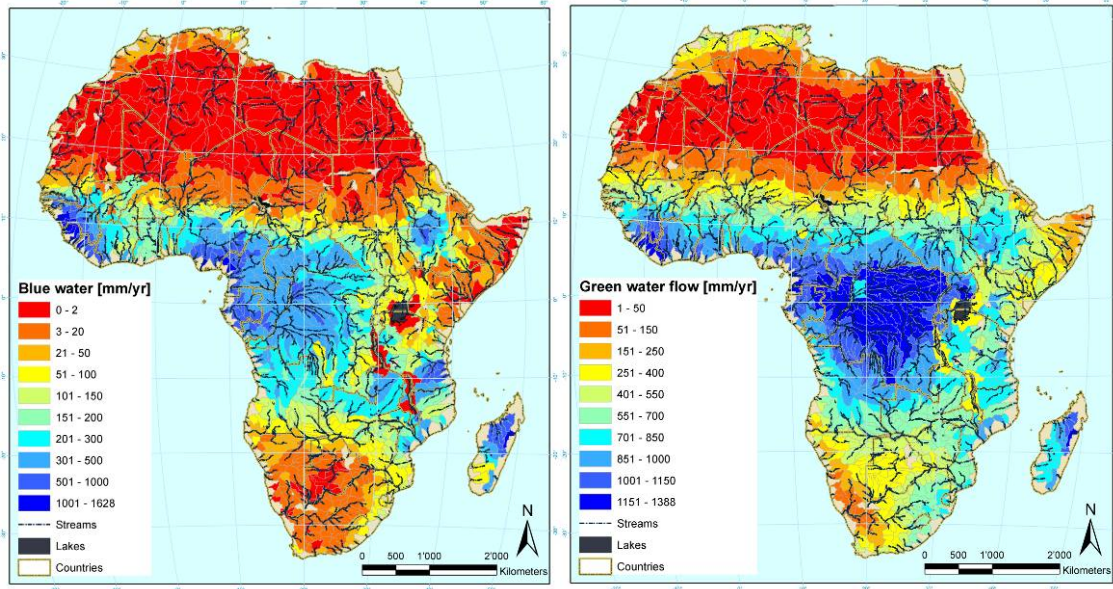 Blue water [mm/yr]
0 - 2
3 - 20
21 - 50
51 - 100
101 - 150
151 - 200
201 - 300
301 - 500
501 - 1000
1001 - 1628
Streams
Lakes
Countries
N
0 500 1'000 2'000
Kilometers
Green water flow [mm/yr]
1 - 50
51 - 150
151 - 250
251 - 400
401 - 550
551 - 700
701 - 850
851 - 1000
1001 - 1150
1151 - 1388
Streams
Lakes
Countries
N
0 500 1'000 2'000
Kilometers